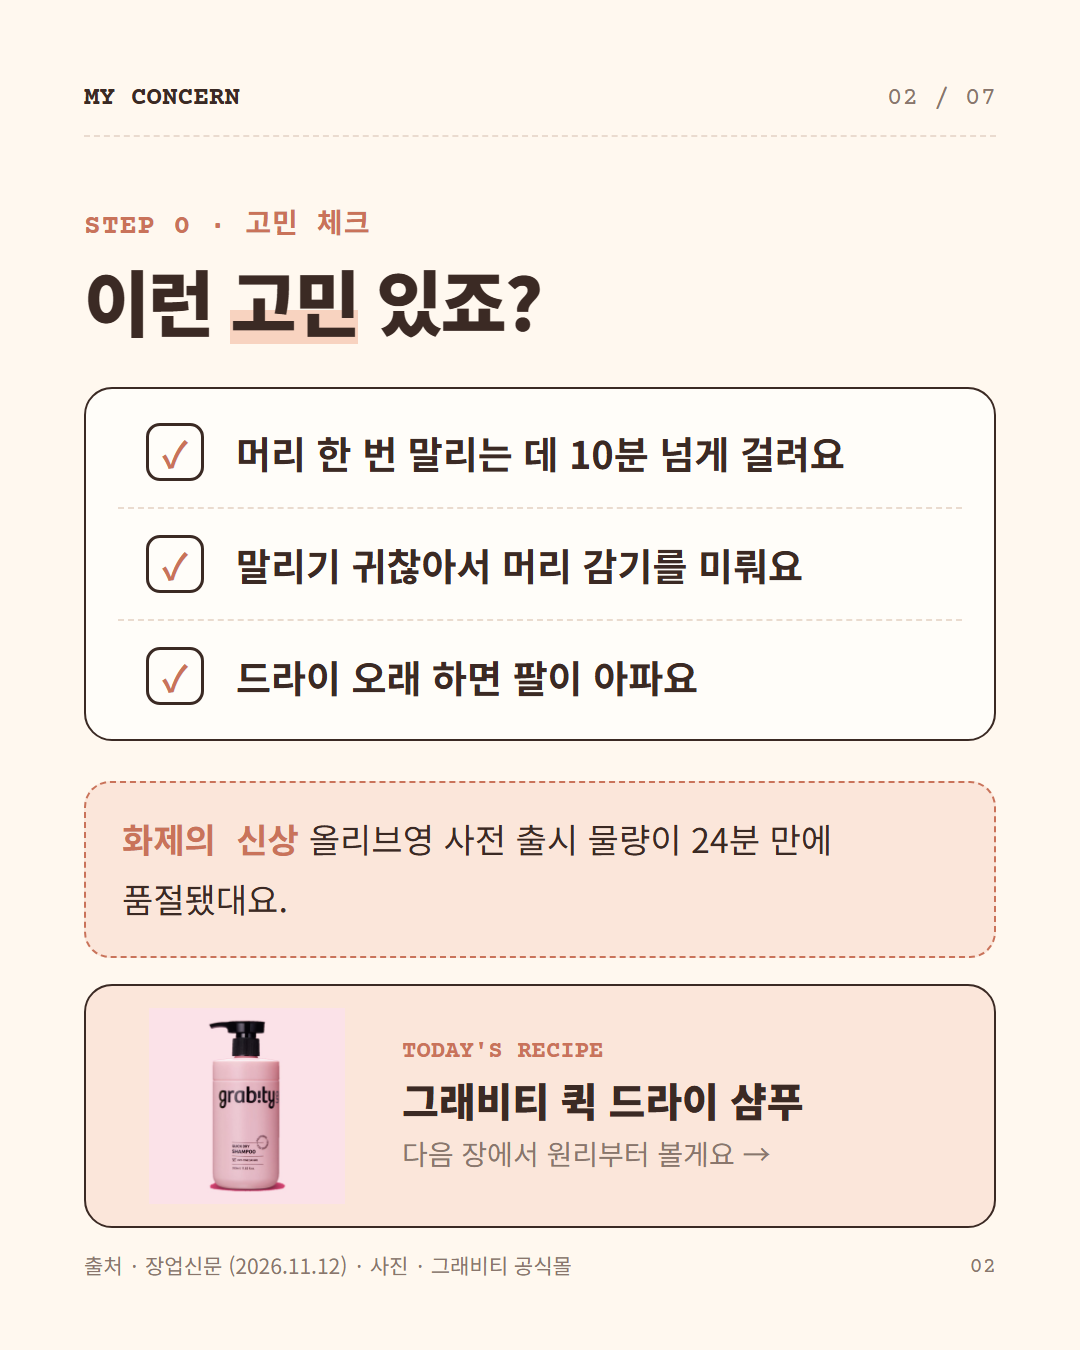 MY CONCERN
02 / 07
STEP 0 · 고민 체크
이런 고민 있죠?
✓ 머리 한 번 말리는 데 10분 넘게 걸려요
✓ 말리기 귀찮아서 머리 감기를 미뤄요
✓ 드라이 오래 하면 팔이 아파요
화제의 신상 올리브영 사전 출시 물량이 24분 만에
품절됐대요.
grabity
SHAMPOO
TODAY'S RECIPE
그래비티 퀵 드라이 샴푸
다음 장에서 원리부터 볼게요 →
출처 · 장업신문 (2026.11.12) · 사진 · 그래비티 공식몰
02